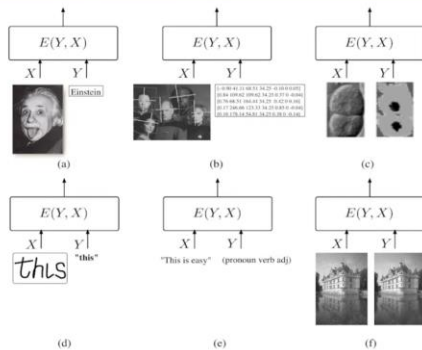 E(Y, X)
X Y
Einstein
(a)
E(Y, X)
X Y
(b)
E(Y, X)
X Y
(c)
E(Y, X)
X Y
this
"this"
(d)
E(Y, X)
X Y
"This is easy" (pronoun verb adj)
(e)
E(Y, X)
X Y
(f)